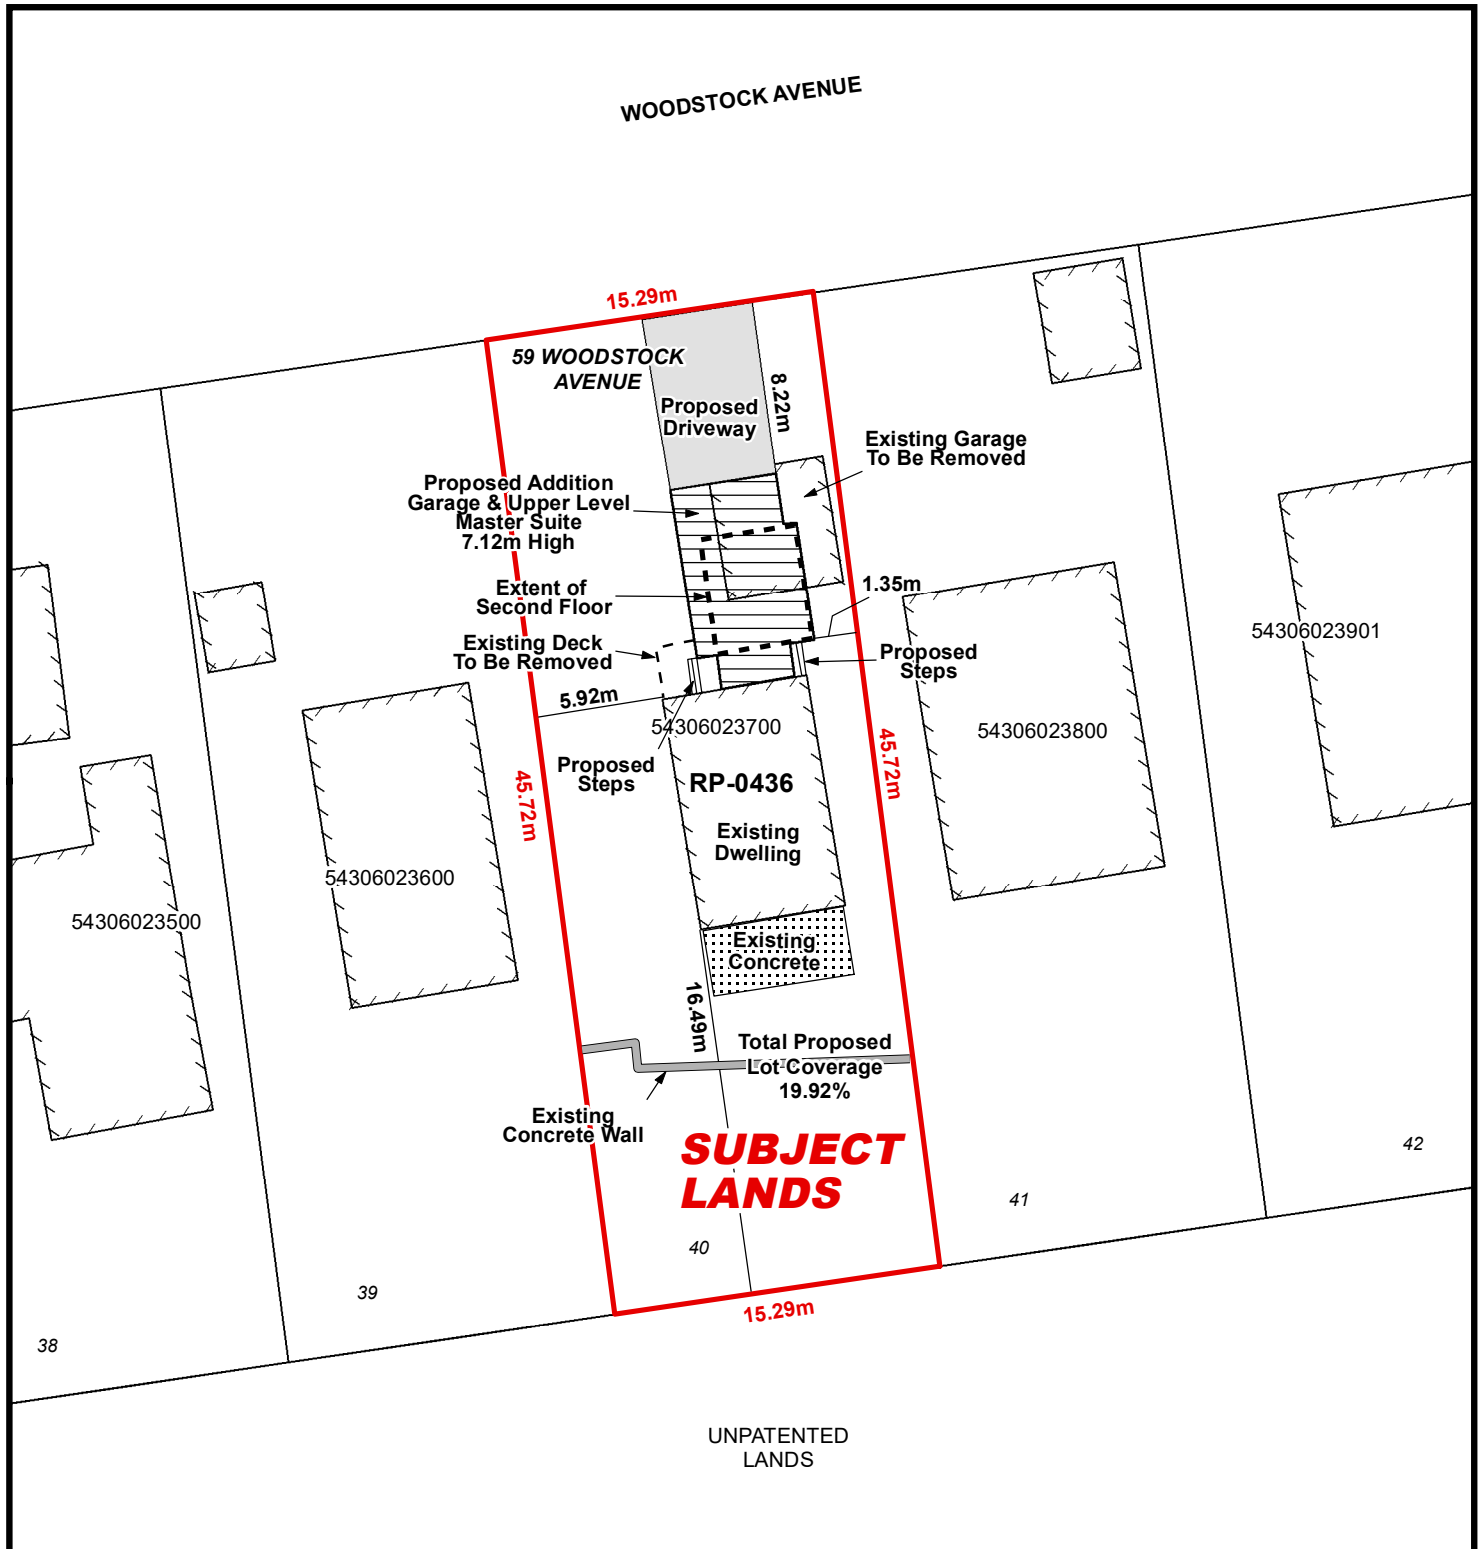 WOODSTOCK AVENUE
15.29m
59 WOODSTOCK
AVENUE
Proposed
Driveway
8.22m
Existing Garage
To Be Removed
Proposed Addition
Garage & Upper Level
Master Suite
7.12m High
Extent of
Second Floor
1.35m
Existing Deck
To Be Removed
Proposed
Steps
54306023901
5.92m
54306023700
54306023800
Proposed
Steps
RP-0436
45.72m
45.72m
Existing
Dwelling
54306023600
54306023500
Existing
Concrete
16.49m
Total Proposed
Lot Coverage
19.92%
Existing
Concrete Wall
SUBJECT
LANDS
42
41
40
39
38
15.29m
UNPATENTED
LANDS